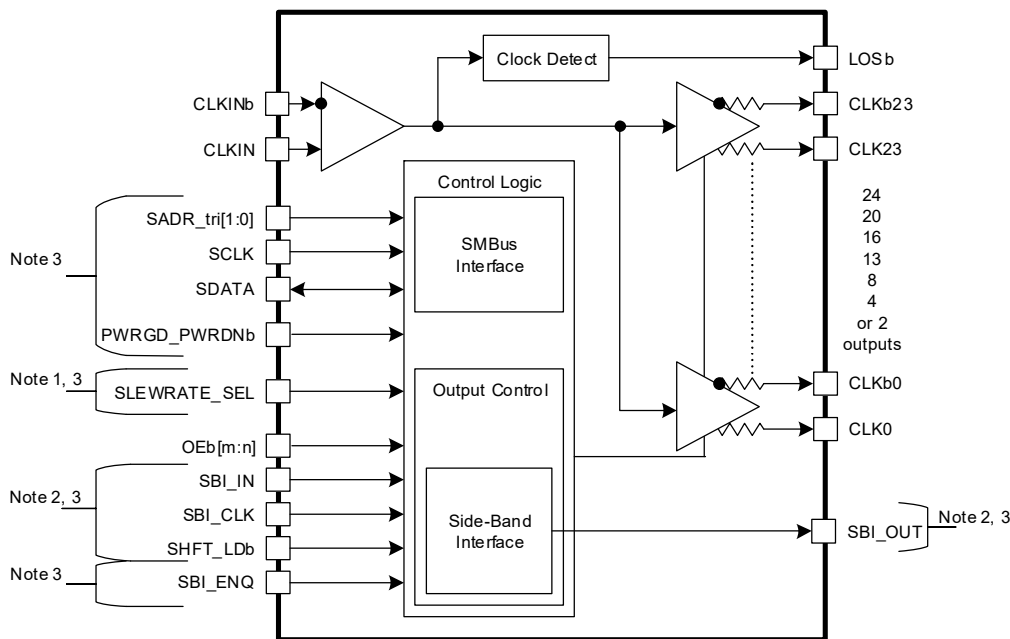 Clock Detect
LOSb
CLKINb
CLKb23
CLKIN
CLK23
Control Logic
SADR_tri[1:0]
SMBus
Interface
24
20
16
13
8
4
or 2
outputs
Note 3
SCLK
SDATA
PWRGD_PWRDNb
Note 1, 3
SLEWRATE_SEL
Output Control
CLKb0
CLK0
OEb[m:n]
Note 2, 3
SBI_IN
SBI_CLK
SHFT_LDb
Side-Band
Interface
SBI_OUT
Note 2, 3
Note 3
SBI_ENQ